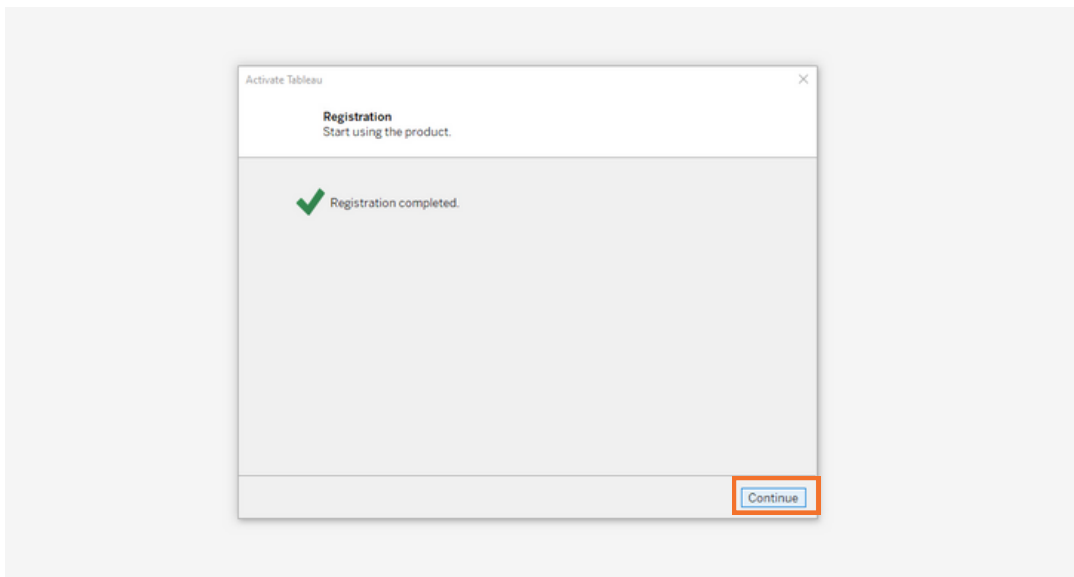 Activate Tableau
Registration
Start using the product.
Registration completed.
Continue